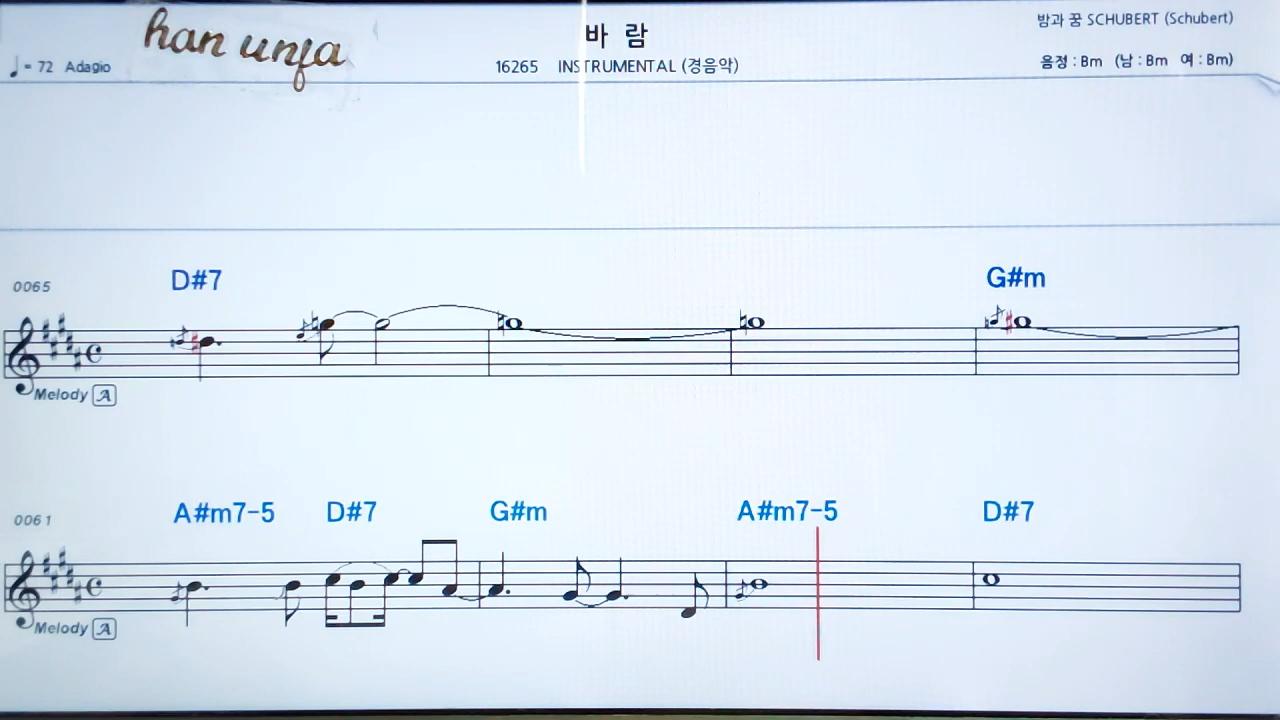 han unja
바 람
밤과 꿈 SCHUBERT (Schubert)
♩ = 72 Adagio
16265 INSTRUMENTAL (경음악)
음정 : Bm (남 : Bm 여 : Bm)
D#7 G#m
0065
Melody A
A#m7-5 D#7 G#m A#m7-5 D#7
0061
Melody A